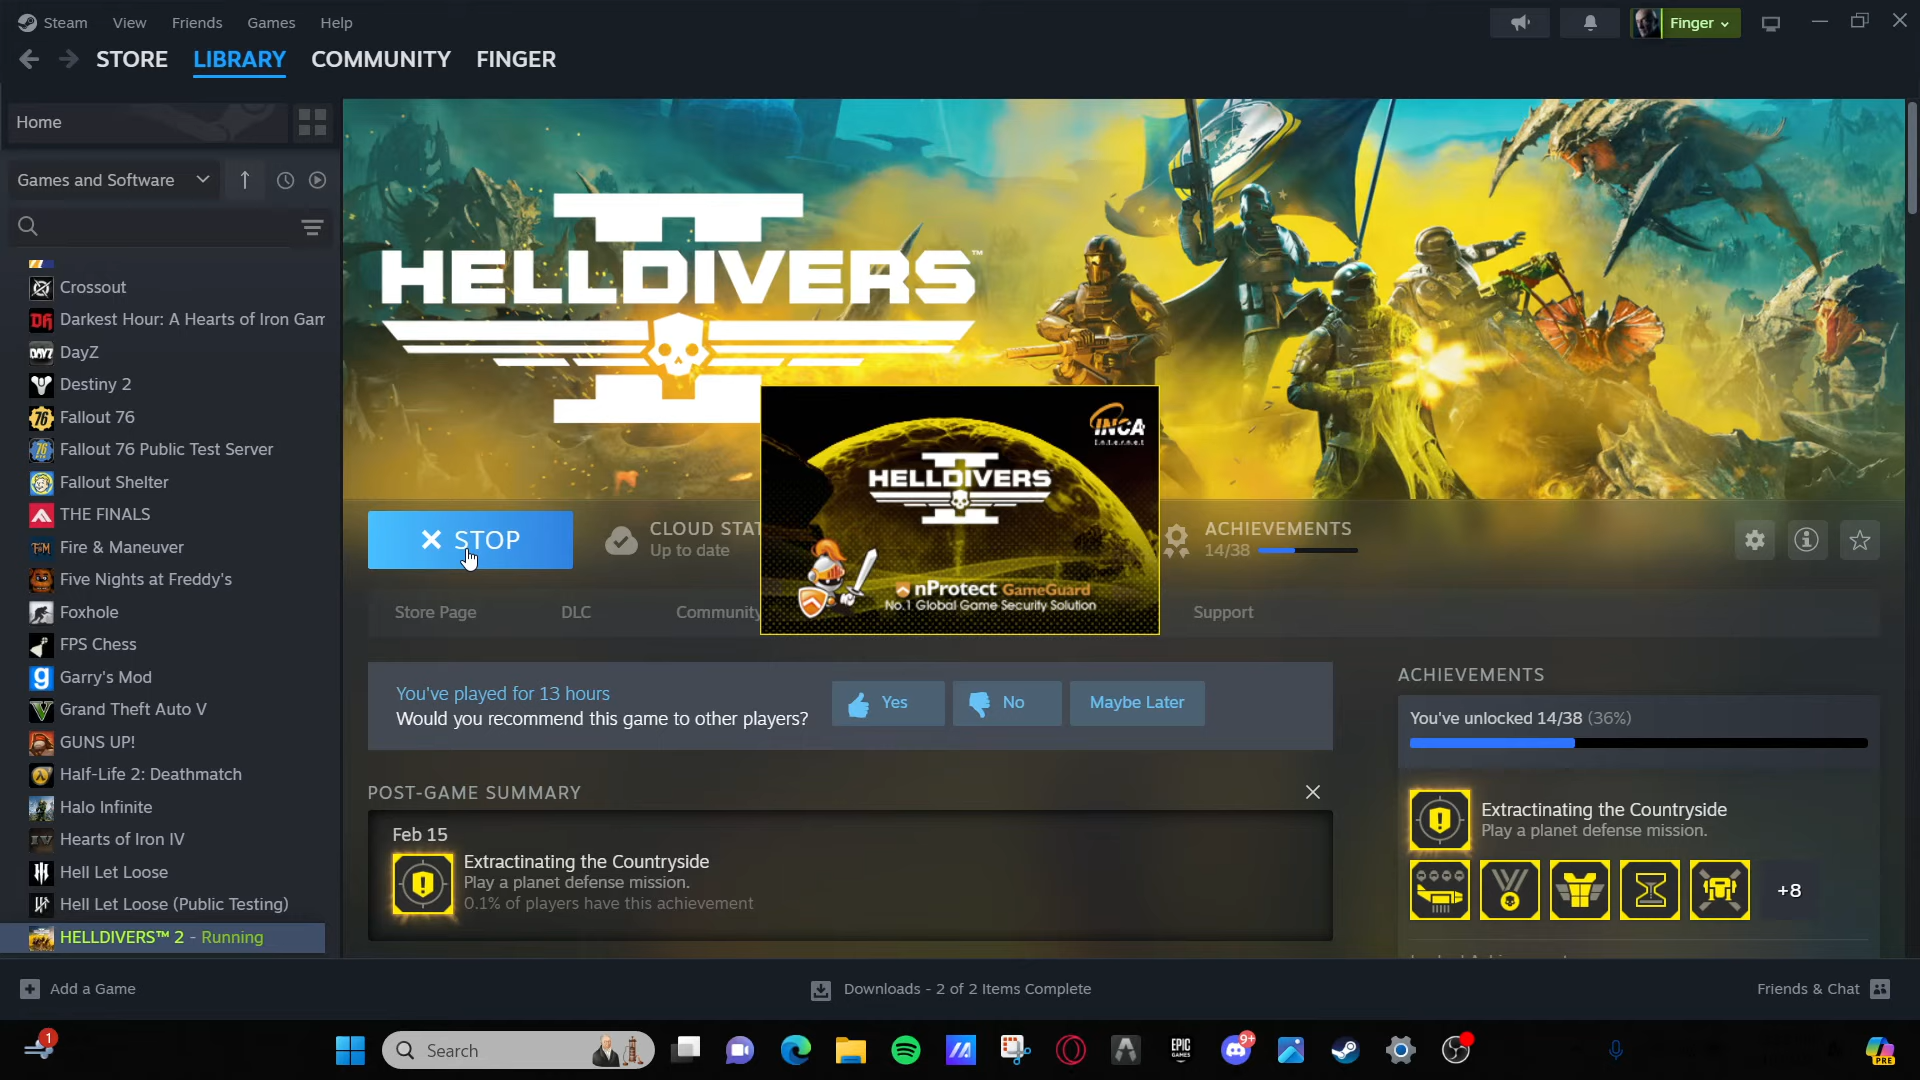 Steam
View
Friends
Games
Help
Finger
STORE
LIBRARY
COMMUNITY
FINGER
Home
Games and Software
Crossout
Darkest Hour: A Hearts of Iron Gam
DayZ
Destiny 2
Fallout 76
Fallout 76 Public Test Server
Fallout Shelter
THE FINALS
Fire & Maneuver
Five Nights at Freddy's
Foxhole
FPS Chess
Garry's Mod
Grand Theft Auto V
GUNS UP!
Half-Life 2: Deathmatch
Halo Infinite
Hearts of Iron IV
Hell Let Loose
Hell Let Loose (Public Testing)
HELLDIVERS™ 2 - Running
II
HELLDIVERS™
INCA
Internet
II
HELLDIVERS
nProtect GameGuard
No.1 Global Game Security Solution
STOP
CLOUD STAT
Up to date
ACHIEVEMENTS
14/38
Store Page
DLC
Community
Support
You've played for 13 hours
Would you recommend this game to other players?
Yes
No
Maybe Later
POST-GAME SUMMARY
Feb 15
Extractinating the Countryside
Play a planet defense mission.
0.1% of players have this achievement
ACHIEVEMENTS
You've unlocked 14/38 (36%)
Extractinating the Countryside
Play a planet defense mission.
+8
Add a Game
Downloads - 2 of 2 Items Complete
Friends & Chat
1
Search
EPIC
GAMES
9+
PRE